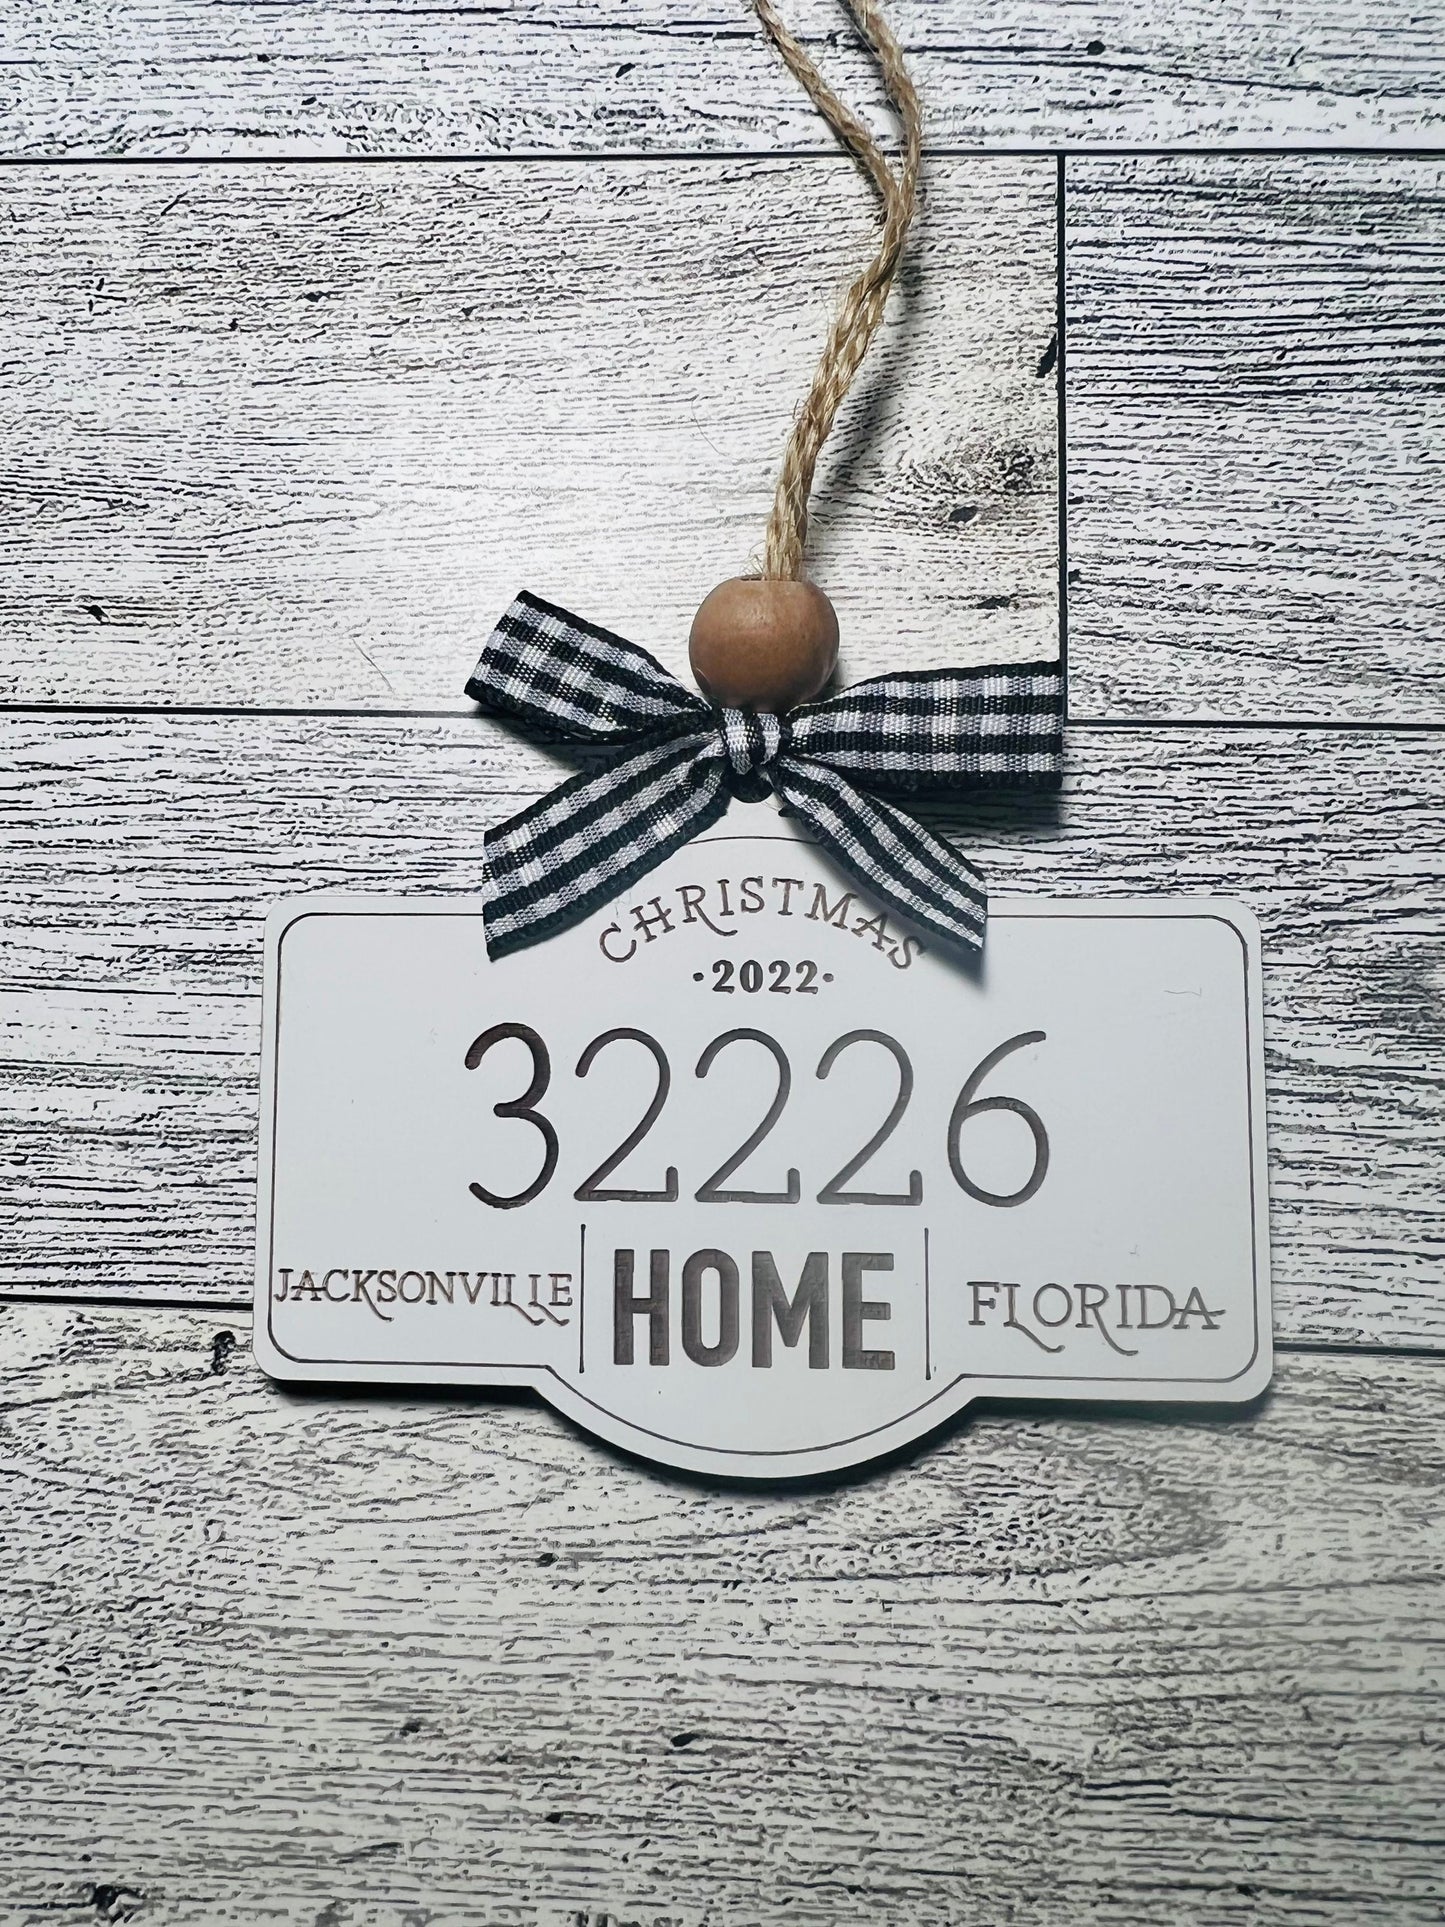 CHRISTMAS
·2022·
32226
JACKSONVILLE HOME FLORIDA